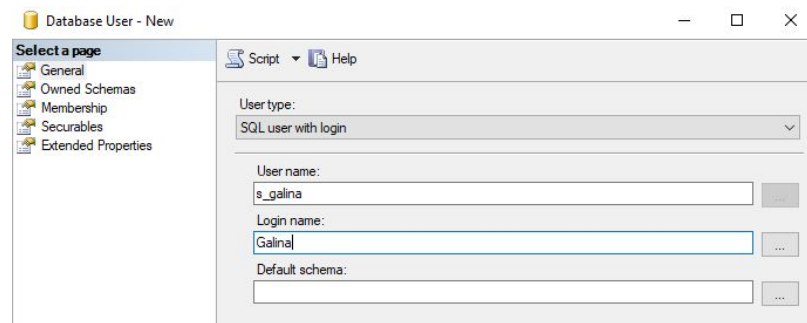 Database User - New
Select a page
General
Owned Schemas
Membership
Securables
Extended Properties
Script
Help
User type:
SQL user with login
User name:
s_galina
...
Login name:
Galina
...
Default schema:
...